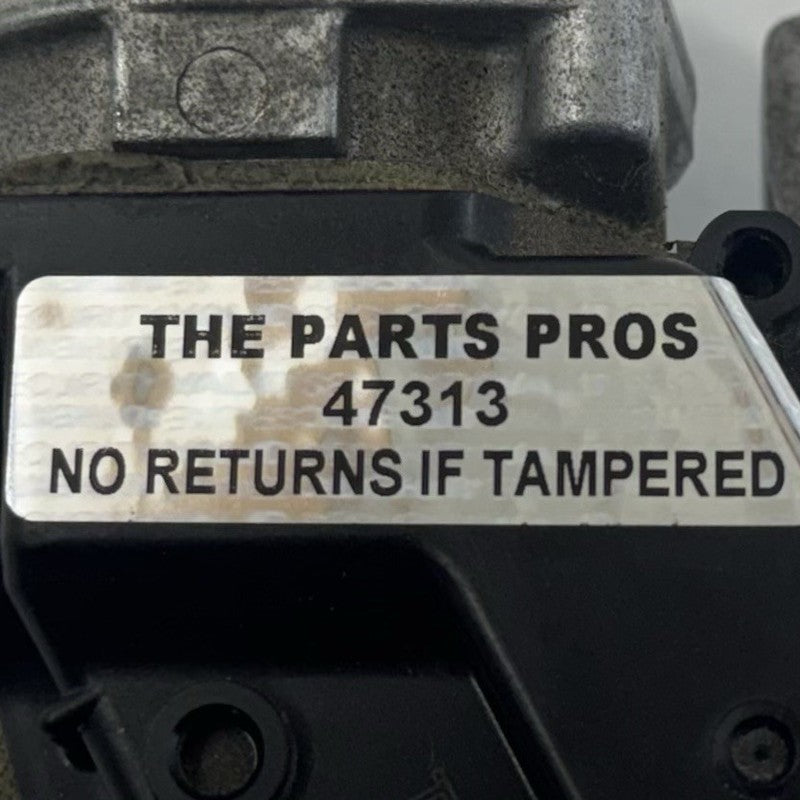 THE PARTS PROS
47313
NO RETURNS IF TAMPERED